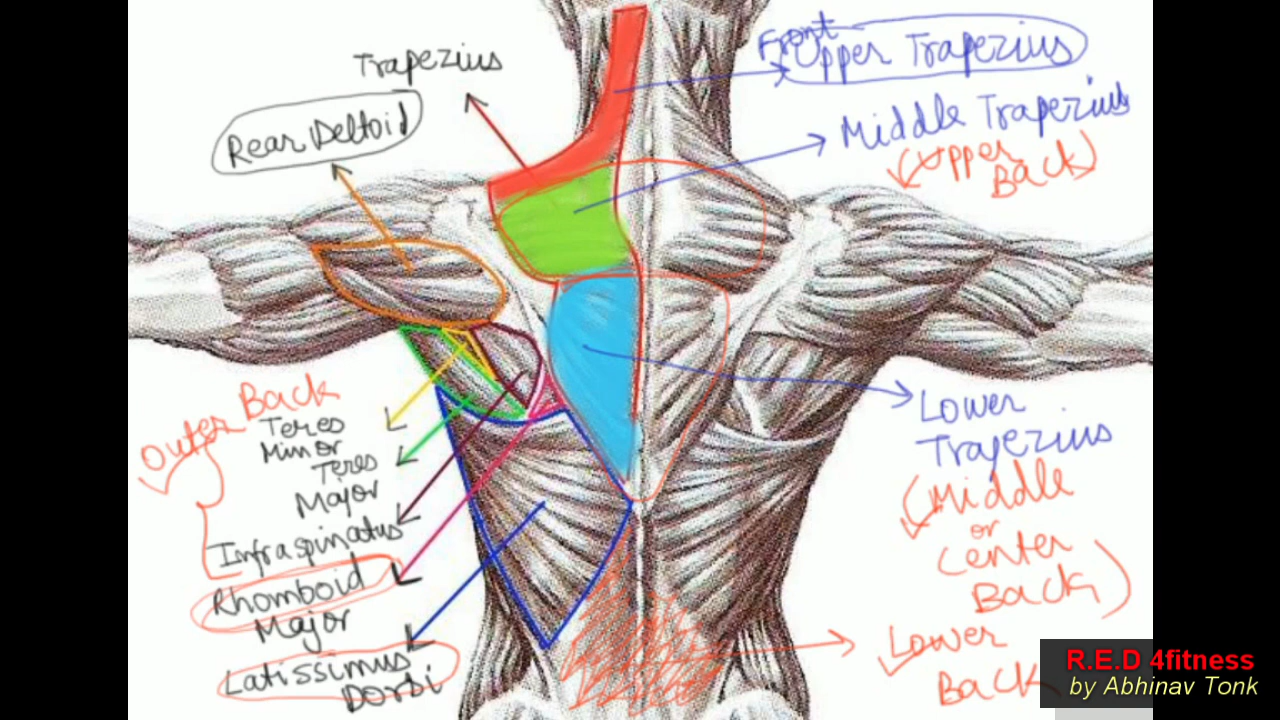 Trapezius
Rear Deltoid
Front
Upper Trapezius
Middle Trapezius
(Upper
Back)
Outer Back
Teres
Minor
Teres
Major
Infraspinatus
Rhomboid
Major
Latissimus
Dorsi
Lower
Trapezius
(Middle
or
Center
Back)
Lower
Back
R.E.D 4fitness
by Abhinav Tonk